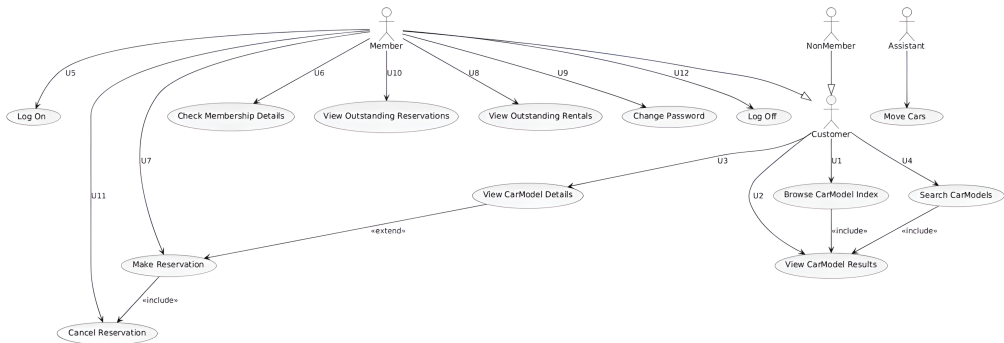 Member
NonMember
Assistant
U5
U6
U10
U8
U9
U12
Log On
Check Membership Details
View Outstanding Reservations
View Outstanding Rentals
Change Password
Log Off
Move Cars
Customer
U7
U3
U1
U4
U11
U2
View CarModel Details
Browse CarModel Index
Search CarModels
«extend»
«include»
«include»
Make Reservation
View CarModel Results
«include»
Cancel Reservation